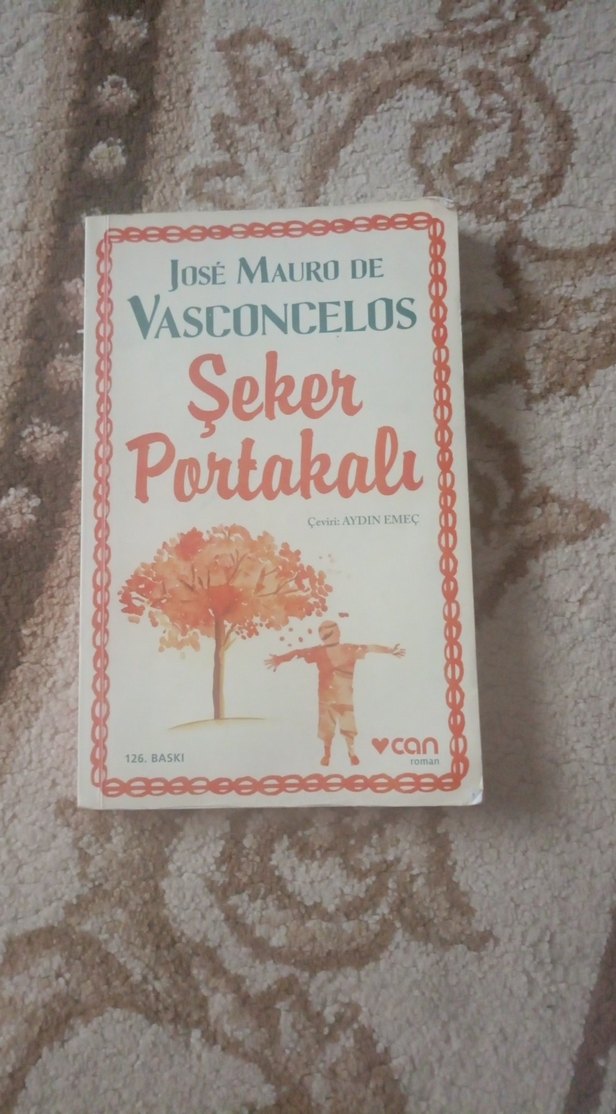 JOSÉ MAURO DE
VASCONCELOS
Şeker
Portakalı
Çeviri: AYDIN EMEÇ
126. BASKI
can
roman